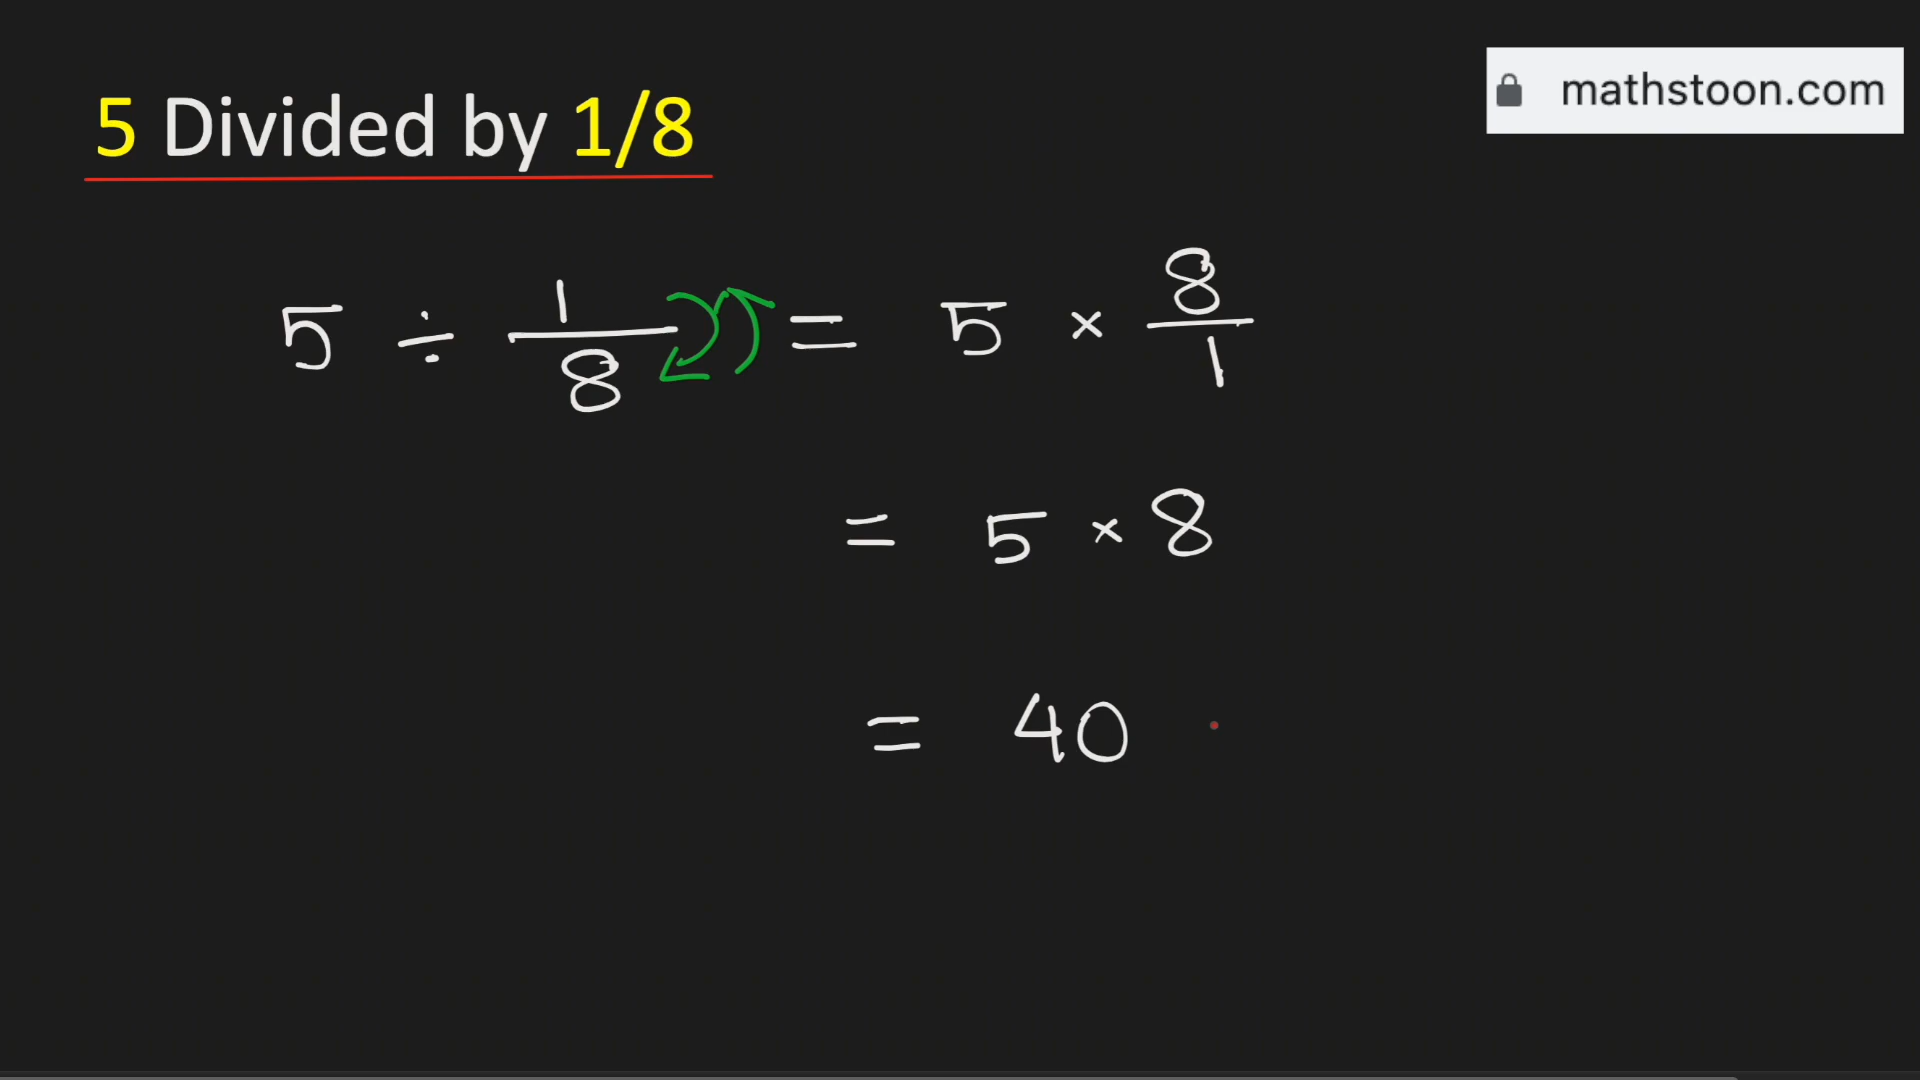 mathstoon.com
5 Divided by 1/8
5 ÷ 1/8 = 5 × 8/1
= 5 × 8
= 40